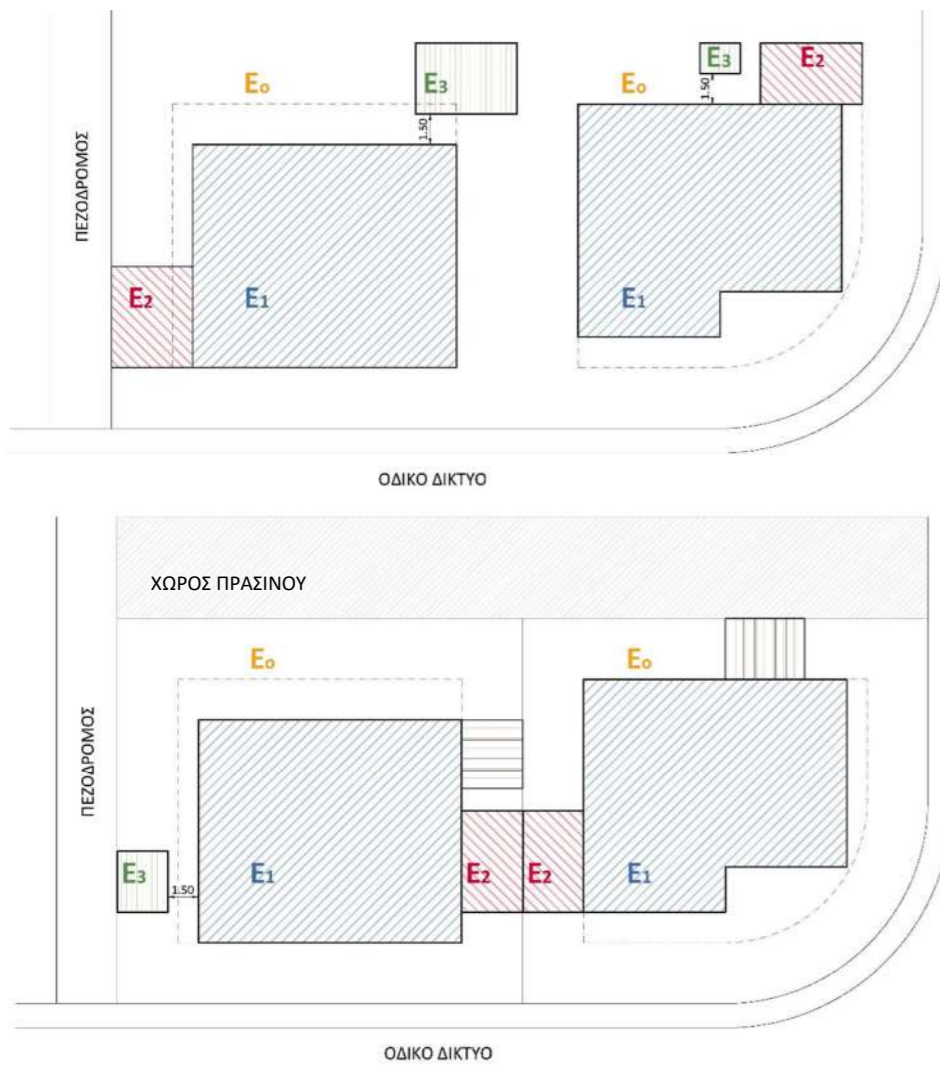 Eo
E3
E3
E2
Eo
1.50
1.50
ΠΕΖΟΔΡΟΜΟΣ
E2
E1
E1
ΟΔΙΚΟ ΔΙΚΤΥΟ
ΧΩΡΟΣ ΠΡΑΣΙΝΟΥ
Eo
Eo
ΠΕΖΟΔΡΟΜΟΣ
E3
1.50
E1
E2
E2
E1
ΟΔΙΚΟ ΔΙΚΤΥΟ